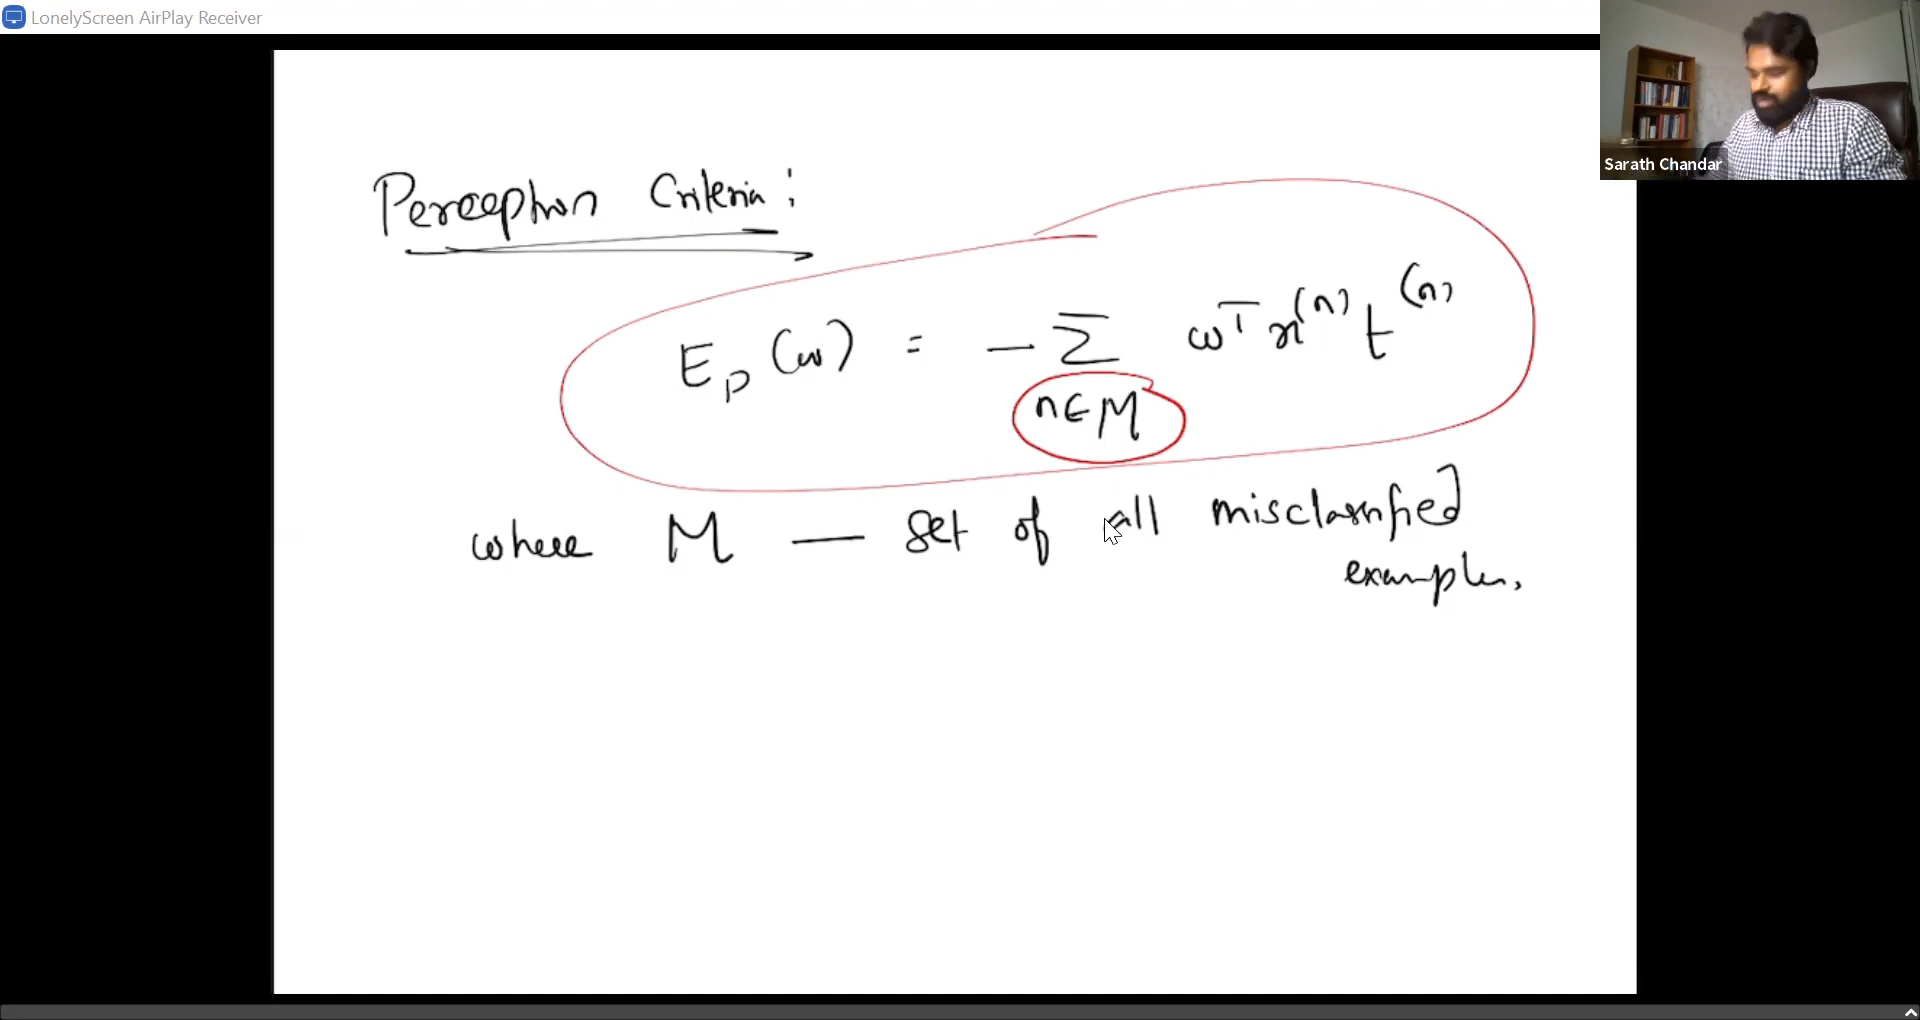 LonelyScreen AirPlay Receiver
Sarath Chandar
Perceptron Criteria:
E_p(w) = - Σ w^T x^(n) t^(n)
n∈M
where M — set of all misclassified
examples.